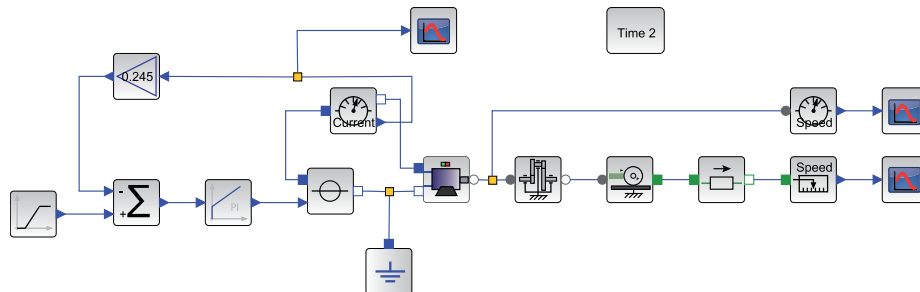 Time 2
0.245
Current
Speed
- Σ
+
PI
Speed